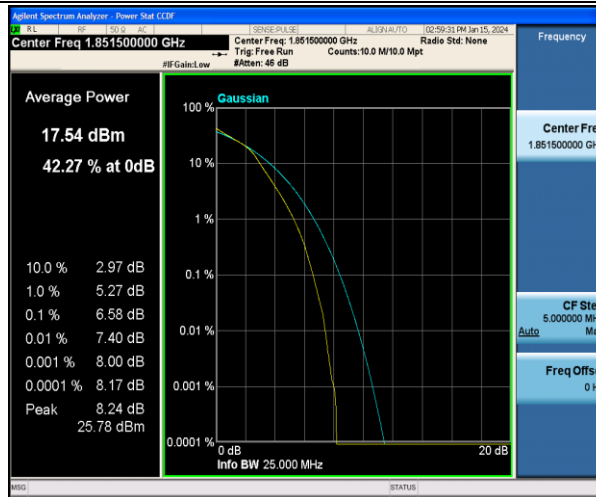 Agilent Spectrum Analyzer - Power Stat CCDF
RL RF 50 Ω AC SENSE:PULSE ALIGN AUTO 02:59:31 PM Jan 15, 2024
Center Freq 1.851500000 GHz
Center Freq: 1.851500000 GHz Radio Std: None
Trig: Free Run Counts:10.0 M/10.0 Mpt
#IFGain:Low #Atten: 46 dB
Frequency
Average Power
17.54 dBm
42.27 % at 0dB
10.0 % 2.97 dB
1.0 % 5.27 dB
0.1 % 6.58 dB
0.01 % 7.40 dB
0.001 % 8.00 dB
0.0001 % 8.17 dB
Peak 8.24 dB
25.78 dBm
Gaussian
100 %
10 %
1 %
0.1 %
0.01 %
0.001 %
0.0001 %
0 dB 20 dB
Info BW 25.000 MHz
Center Fre
1.851500000 GH
CF Ste
5.000000 MH
Auto Ma
Freq Offs
0 H
MSG STATUS